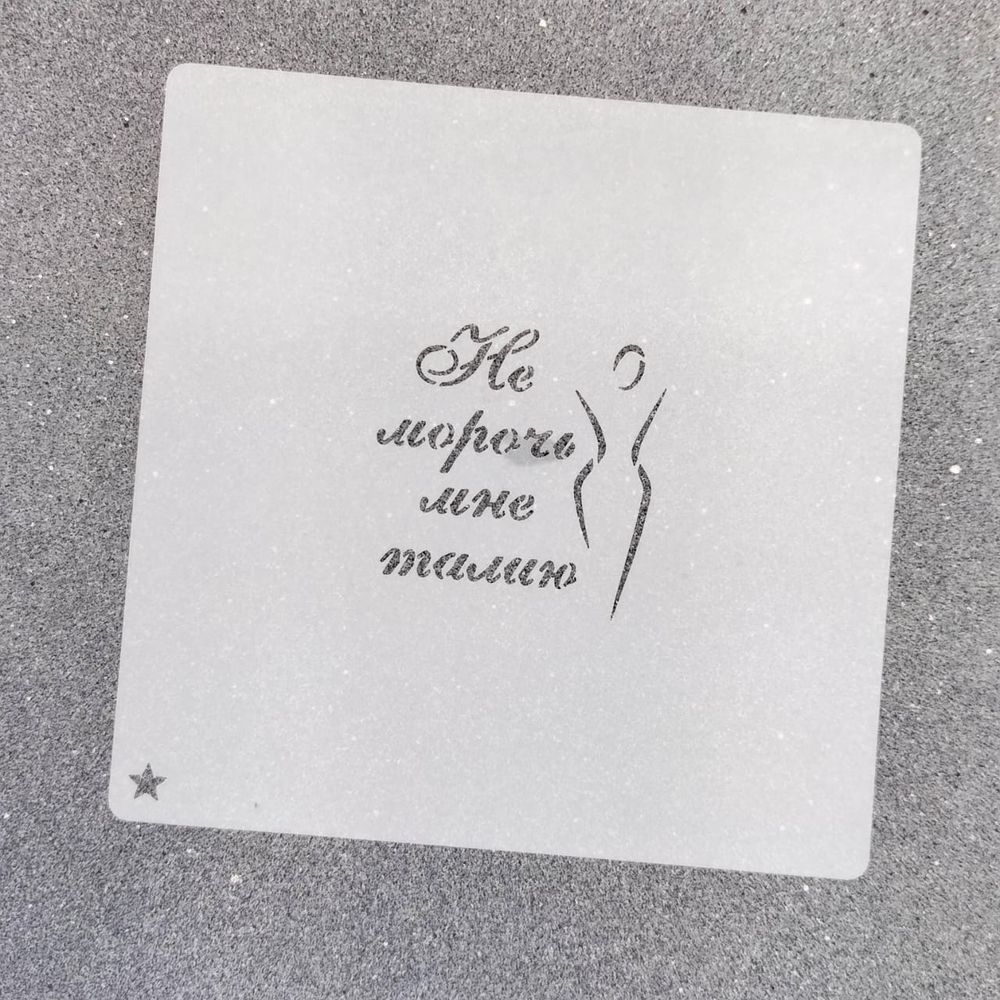 Не
морочь
мне
талию